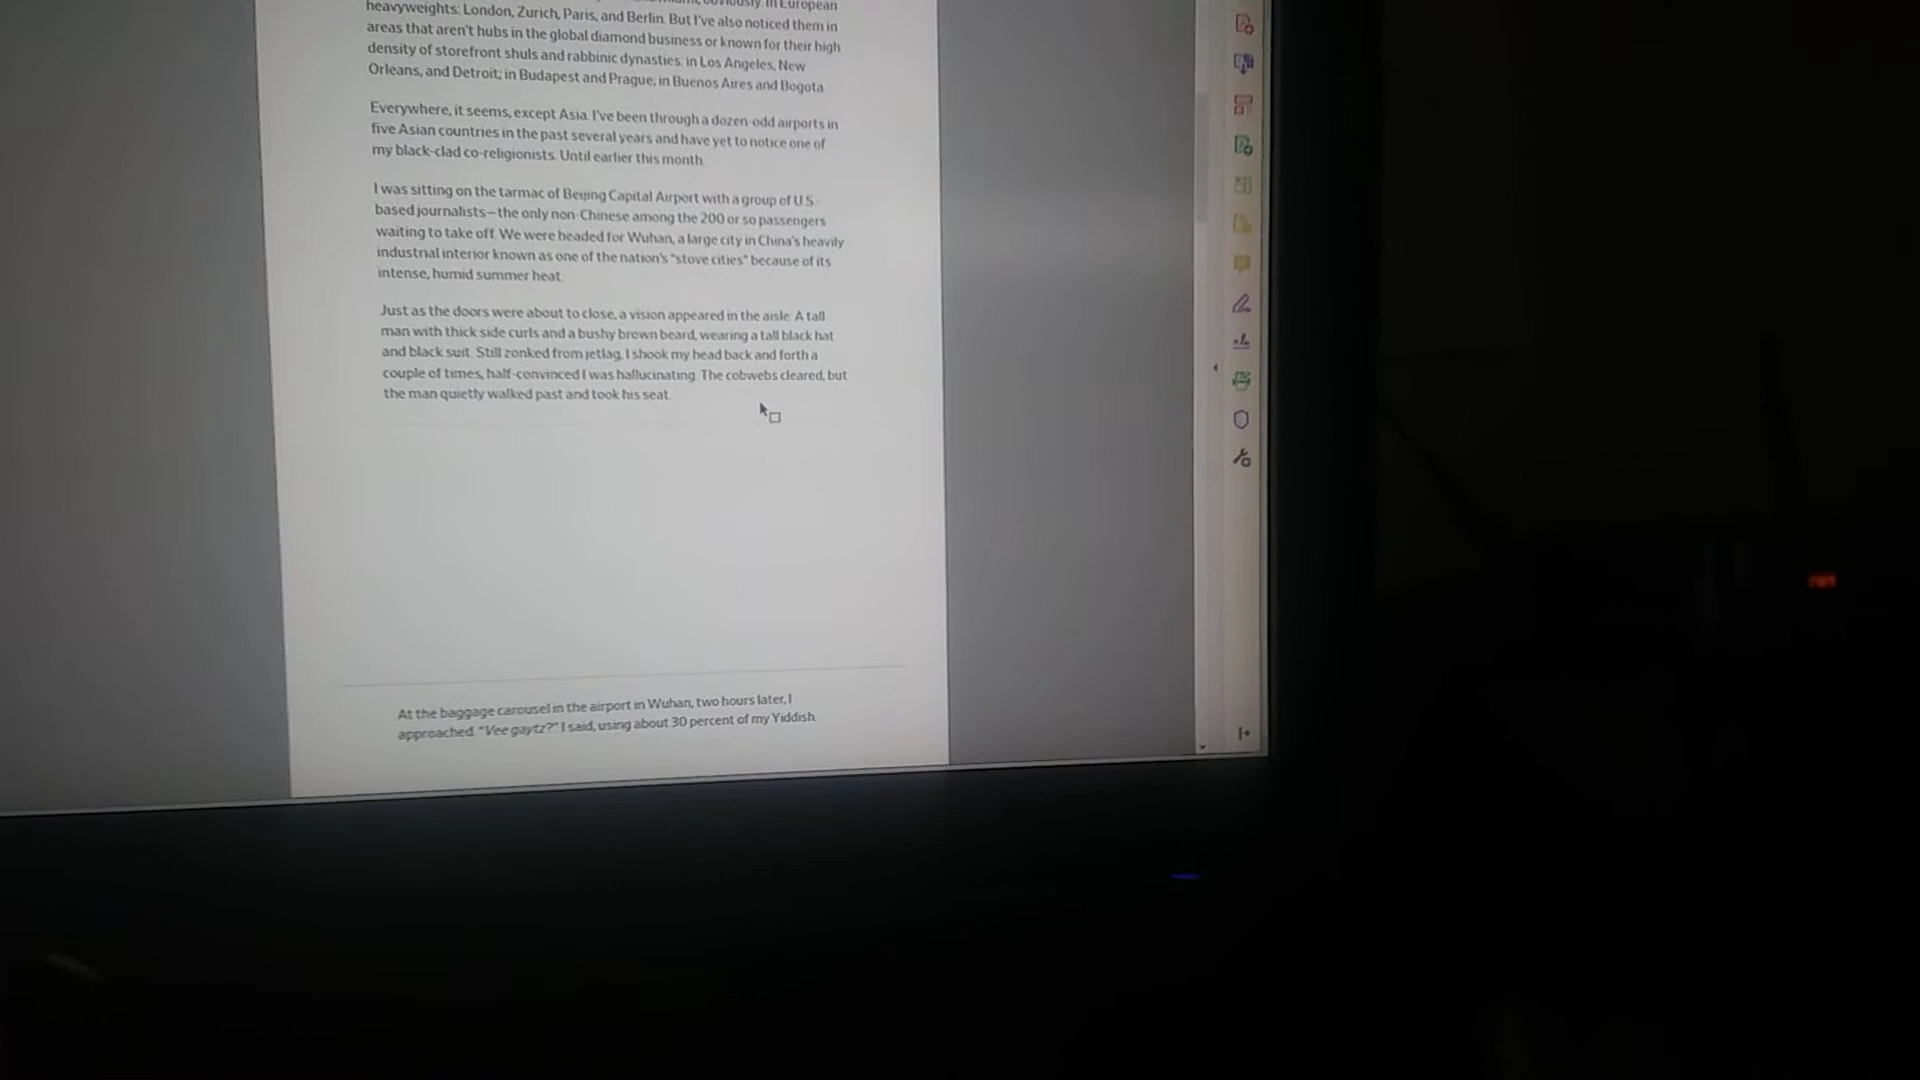 obviously. In European
heavyweights: London, Zurich, Paris, and Berlin. But I've also noticed them in
areas that aren't hubs in the global diamond business or known for their high
density of storefront shuls and rabbinic dynasties: in Los Angeles, New
Orleans, and Detroit; in Budapest and Prague; in Buenos Aires and Bogota.
Everywhere, it seems, except Asia. I've been through a dozen-odd airports in
five Asian countries in the past several years and have yet to notice one of
my black-clad co-religionists. Until earlier this month.
I was sitting on the tarmac of Beijing Capital Airport with a group of U.S.-
based journalists—the only non-Chinese among the 200 or so passengers
waiting to take off. We were headed for Wuhan, a large city in China's heavily
industrial interior known as one of the nation's "stove cities" because of its
intense, humid summer heat.
Just as the doors were about to close, a vision appeared in the aisle: A tall
man with thick side curls and a bushy brown beard, wearing a tall black hat
and black suit. Still zonked from jetlag, I shook my head back and forth a
couple of times, half-convinced I was hallucinating. The cobwebs cleared, but
the man quietly walked past and took his seat.
At the baggage carousel in the airport in Wuhan, two hours later, I
approached. "Vee gaytz?" I said, using about 30 percent of my Yiddish.